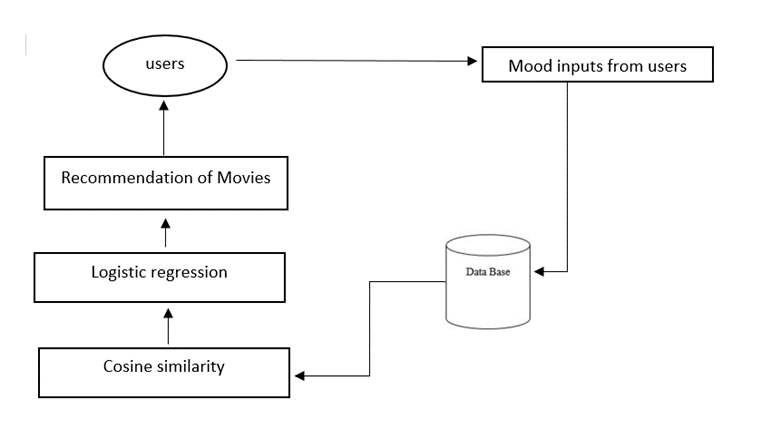 users
Mood inputs from users
Recommendation of Movies
Data Base
Logistic regression
Cosine similarity